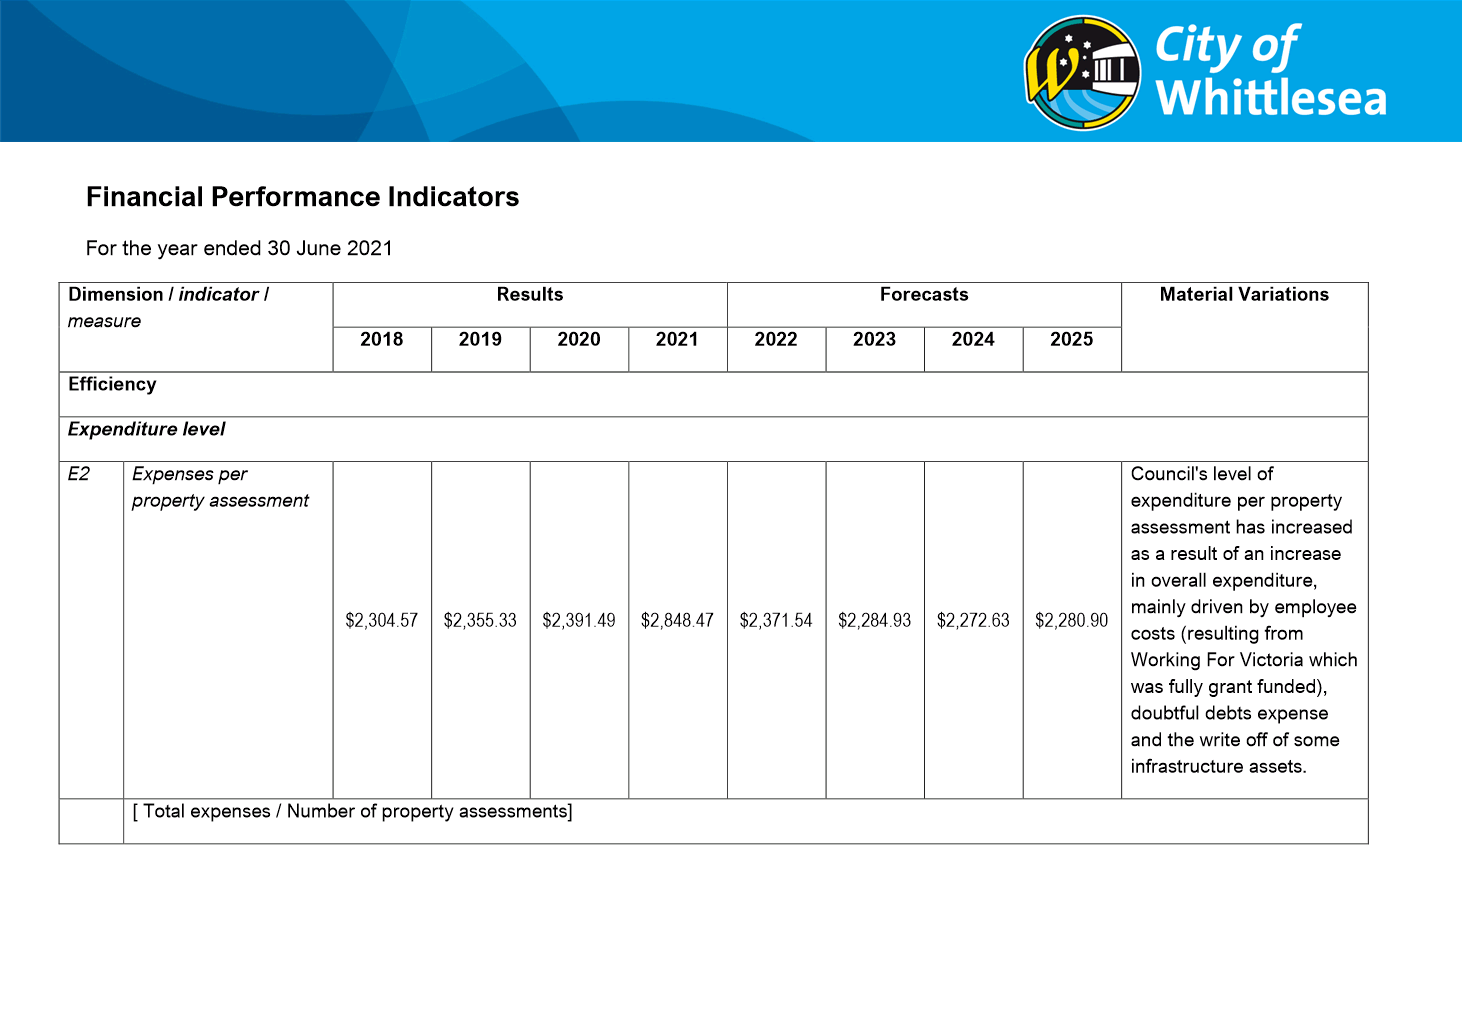 City of
Whittlesea
Financial Performance Indicators
For the year ended 30 June 2021
Dimension / indicator /
measure
Results
Forecasts
Material Variations
2018 2019 2020 2021 2022 2023 2024 2025
Efficiency
Expenditure level
E2
Expenses per
property assessment
$2,304.57 $2,355.33 $2,391.49 $2,848.47 $2,371.54 $2,284.93 $2,272.63 $2,280.90
Council's level of
expenditure per property
assessment has increased
as a result of an increase
in overall expenditure,
mainly driven by employee
costs (resulting from
Working For Victoria which
was fully grant funded),
doubtful debts expense
and the write off of some
infrastructure assets.
[ Total expenses / Number of property assessments]